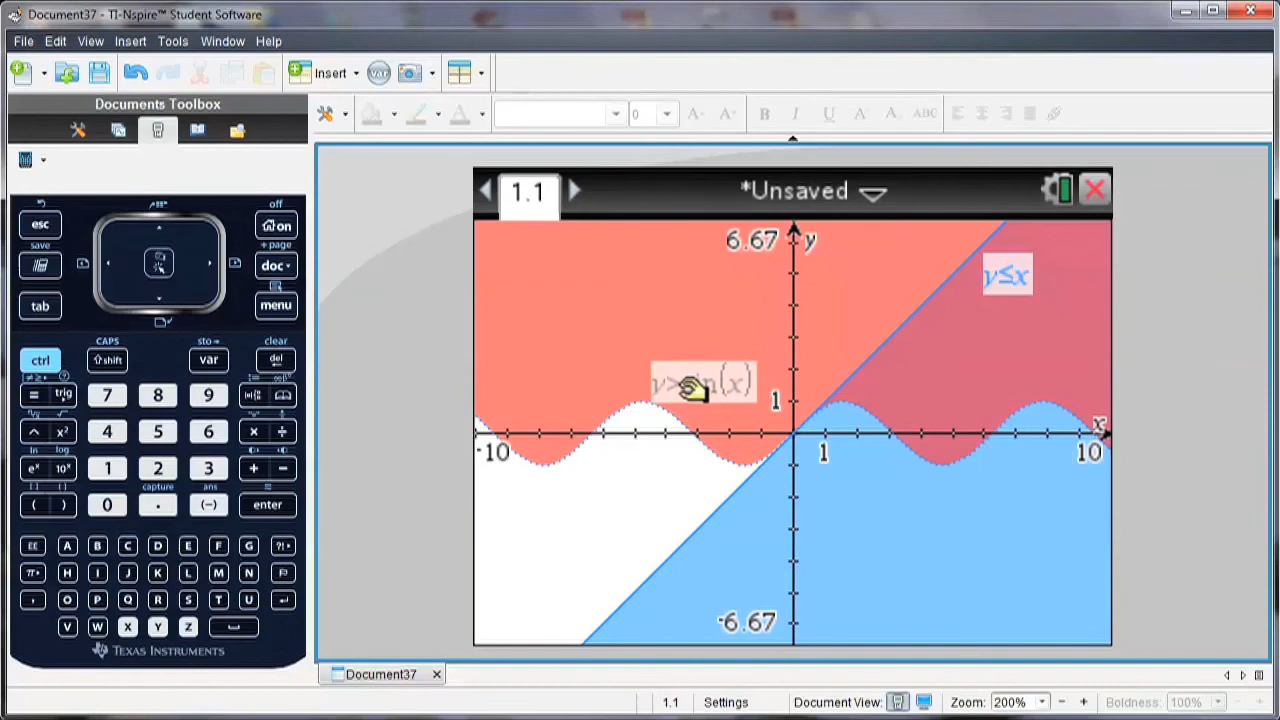 Document37 - TI-Nspire™ Student Software
File Edit View Insert Tools Window Help
Insert var
Documents Toolbox
0 A A B I U A A ABC
1.1 *Unsaved
6.67 y
y≤x
1
x
-10 1 10
-6.67
off
esc on
save + page
doc
tab menu
CAPS sto→ clear
ctrl shift var del
= trig 7 8 9
^ x² 4 5 6 × ÷
ln log
eˣ 10ˣ 1 2 3 + −
[ ] { } capture ans ≈
( ) 0 . (−) enter
EE A B C D E F G ?!
π H I J K L M N
, O P Q R S T U
V W X Y Z
TEXAS INSTRUMENTS
Document37
1.1 Settings Document View: Zoom: 200% − + Boldness: 100% − +